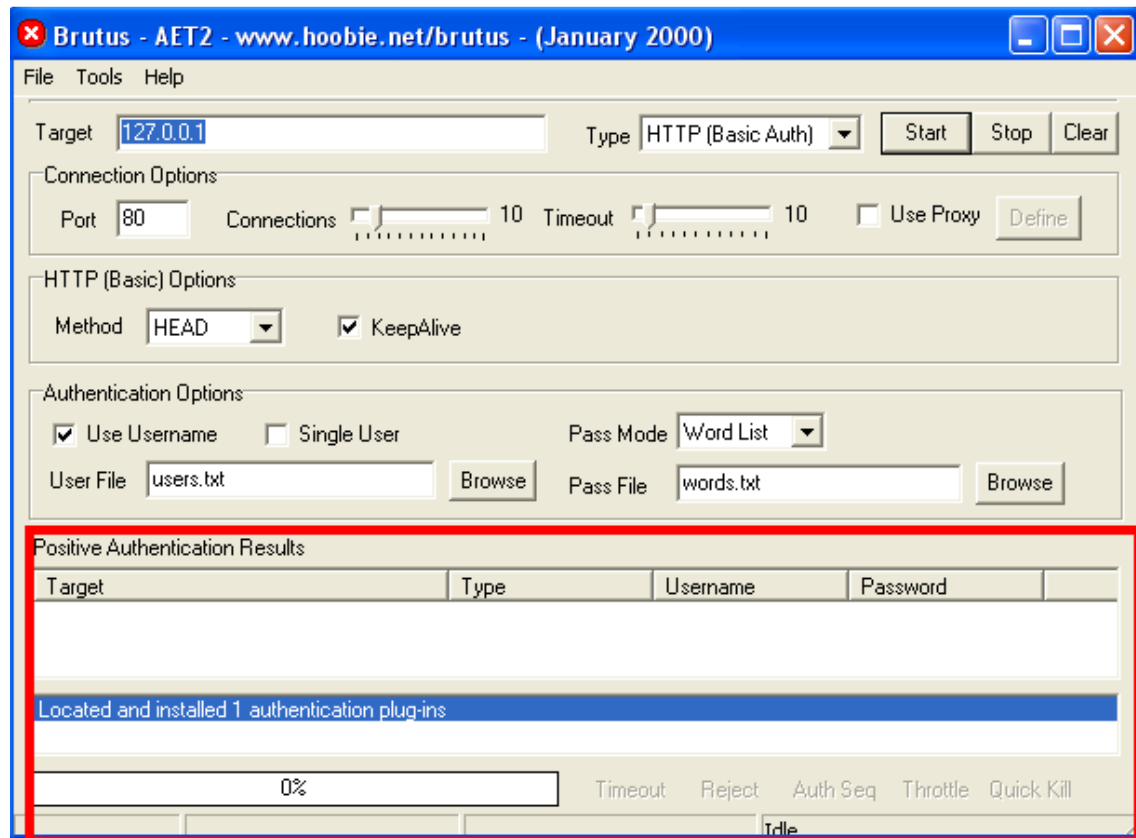 Brutus - AET2 - www.hoobie.net/brutus - (January 2000)
File Tools Help
Target 127.0.0.1 Type HTTP (Basic Auth) Start Stop Clear
Connection Options
Port 80 Connections 10 Timeout 10 Use Proxy Define
HTTP (Basic) Options
Method HEAD KeepAlive
Authentication Options
Use Username Single User Pass Mode Word List
User File users.txt Browse Pass File words.txt Browse
Positive Authentication Results
Target Type Username Password
Located and installed 1 authentication plug-ins
0% Timeout Reject Auth Seq Throttle Quick Kill
Idle